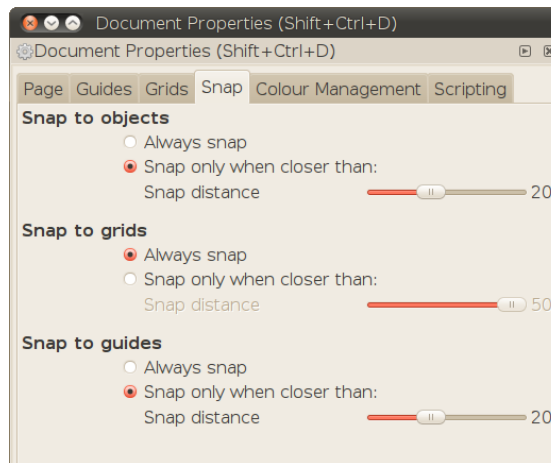 Document Properties (Shift+Ctrl+D)
Document Properties (Shift+Ctrl+D)
Page Guides Grids Snap Colour Management Scripting
Snap to objects
Always snap
Snap only when closer than:
Snap distance 20
Snap to grids
Always snap
Snap only when closer than:
Snap distance 50
Snap to guides
Always snap
Snap only when closer than:
Snap distance 20